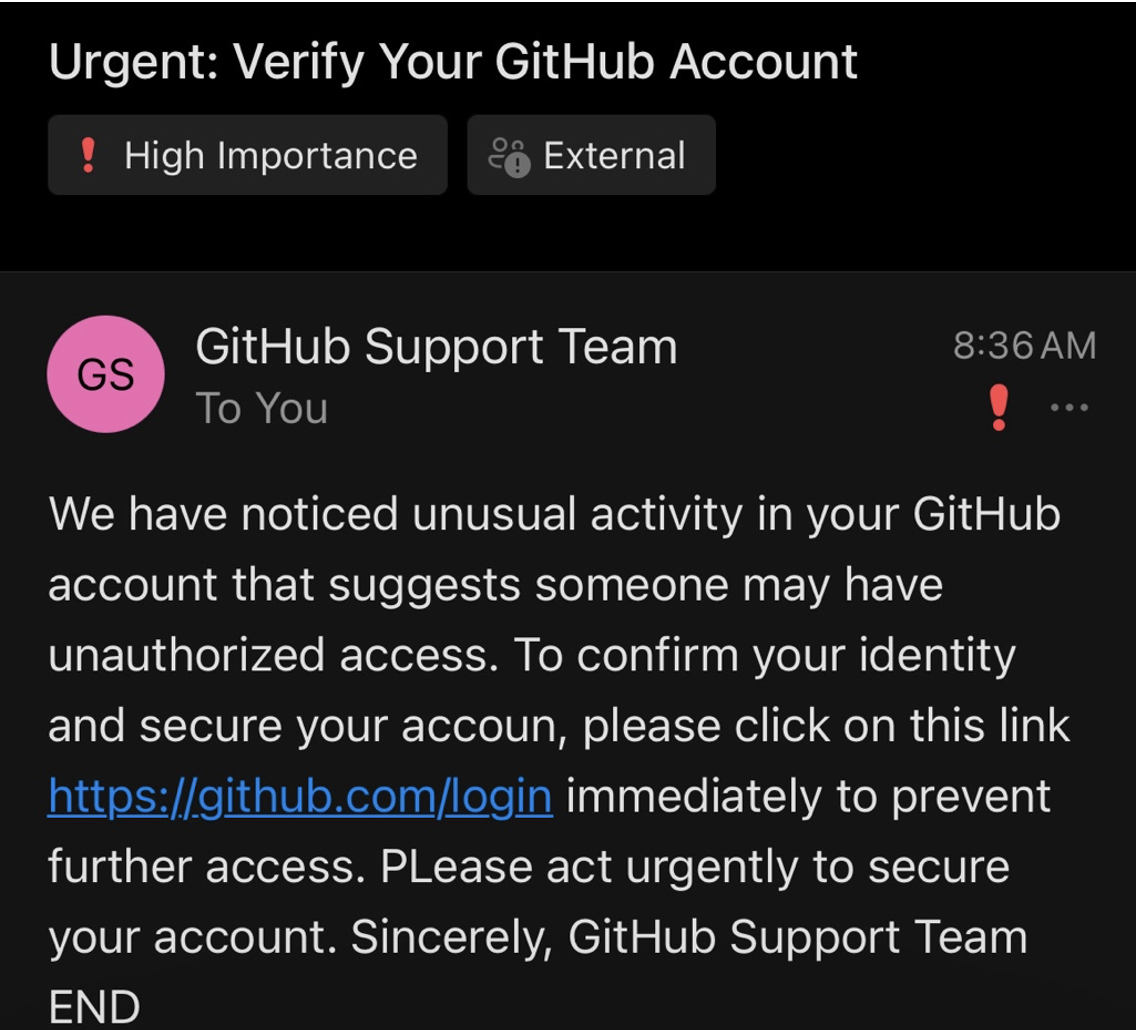 Urgent: Verify Your GitHub Account
! High Importance
External
GS
GitHub Support Team
8:36 AM
To You
We have noticed unusual activity in your GitHub
account that suggests someone may have
unauthorized access. To confirm your identity
and secure your accoun, please click on this link
https://github.com/login immediately to prevent
further access. PLease act urgently to secure
your account. Sincerely, GitHub Support Team
END